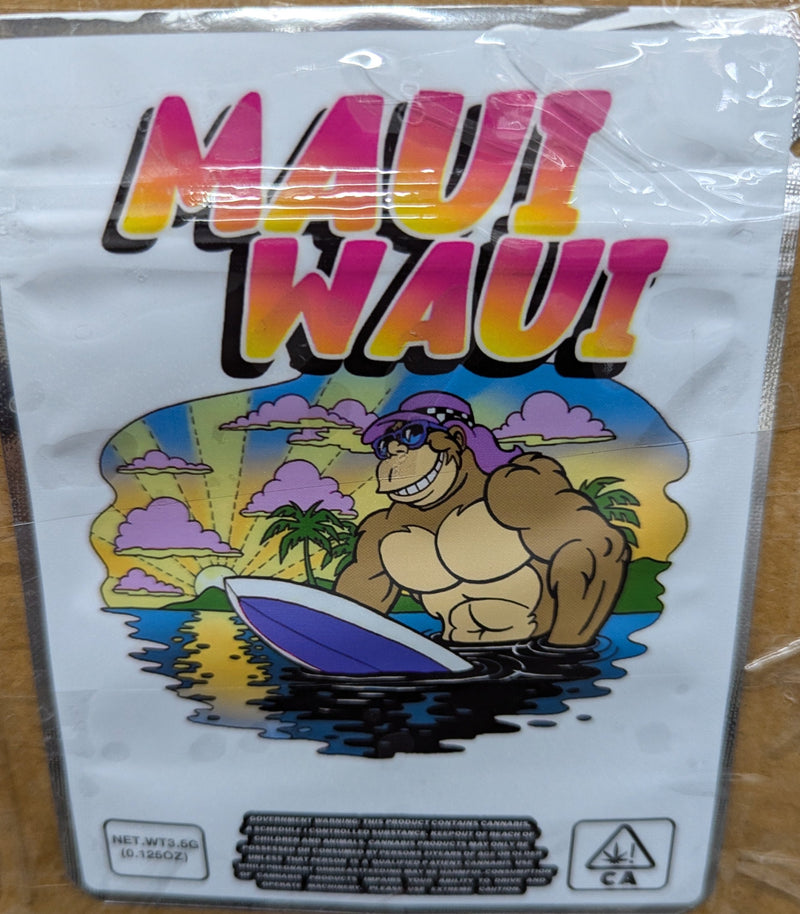 MAUI
WAUI
NET.WT3.5G
(0.125OZ)
GOVERNMENT WARNING: THIS PRODUCT CONTAINS CANNABIS,
SCHEDULE I CONTROLLED SUBSTANCE. KEEP OUT OF REACH OF
CHILDREN AND ANIMALS. CANNABIS PRODUCTS MAY ONLY BE
POSSESSED OR CONSUMED BY PERSONS 21 YEARS OF AGE OR OLDER
UNLESS THAT PERSON IS A QUALIFIED PATIENT. CANNABIS USE
WHILE PREGNANT OR BREASTFEEDING MAY BE HARMFUL. CONSUMPTION
OF CANNABIS PRODUCTS IMPAIRS YOUR ABILITY TO DRIVE AND
OPERATE MACHINERY. PLEASE USE EXTREME CAUTION.
!
CA